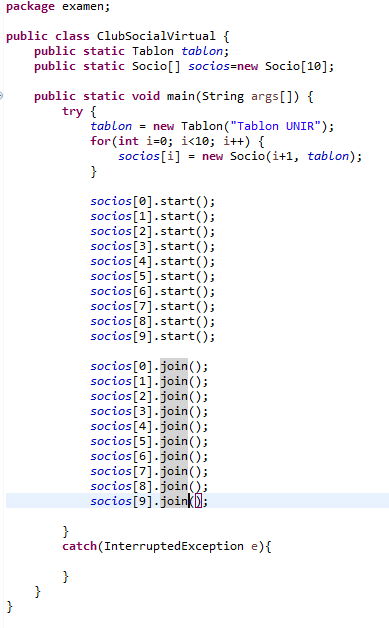 package examen;
public class ClubSocialVirtual {
public static Tablon tablon;
public static Socio[] socios=new Socio[10];
public static void main(String args[]) {
try {
tablon = new Tablon("Tablon UNIR");
for(int i=0; i<10; i++) {
socios[i] = new Socio(i+1, tablon);
}
socios[0].start();
socios[1].start();
socios[2].start();
socios[3].start();
socios[4].start();
socios[5].start();
socios[6].start();
socios[7].start();
socios[8].start();
socios[9].start();
socios[0].join();
socios[1].join();
socios[2].join();
socios[3].join();
socios[4].join();
socios[5].join();
socios[6].join();
socios[7].join();
socios[8].join();
socios[9].join();
}
catch(InterruptedException e){
}
}
}